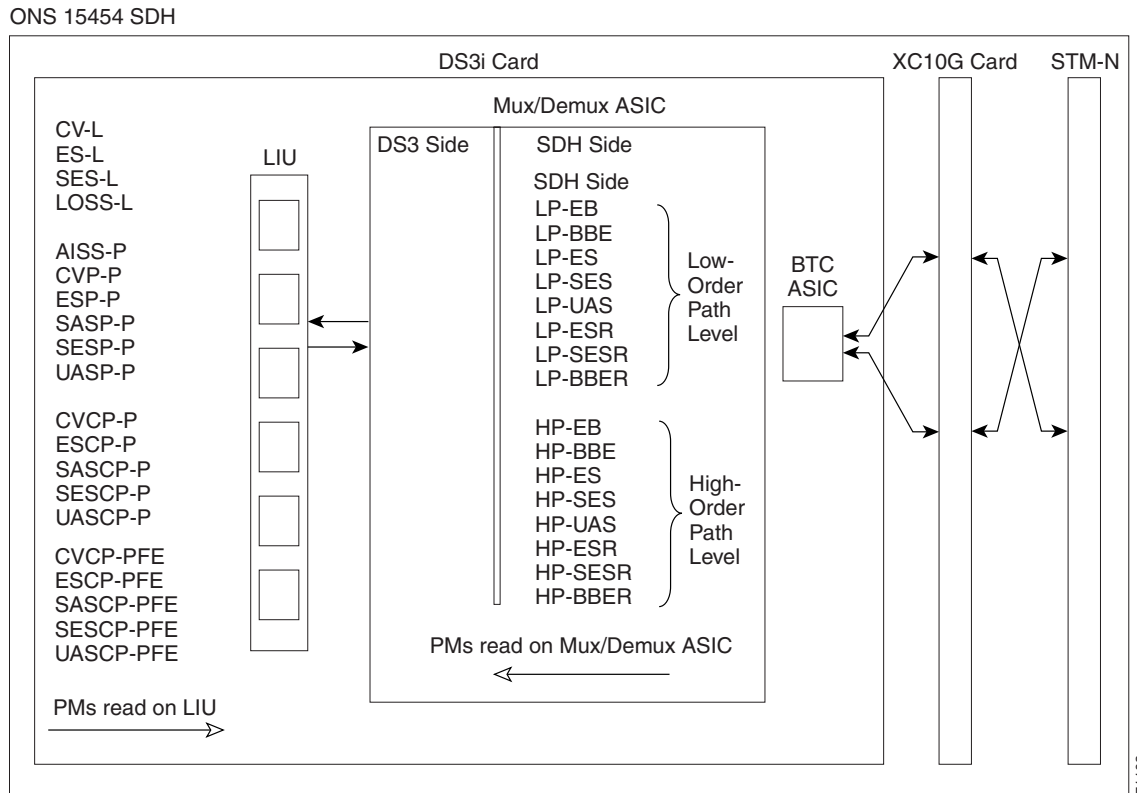 ONS 15454 SDH
DS3i Card
XC10G Card
STM-N
Mux/Demux ASIC
CV-L
ES-L
SES-L
LOSS-L
AISS-P
CVP-P
ESP-P
SASP-P
SESP-P
UASP-P
CVCP-P
ESCP-P
SASCP-P
SESCP-P
UASCP-P
CVCP-PFE
ESCP-PFE
SASCP-PFE
SESCP-PFE
UASCP-PFE
PMs read on LIU
LIU
DS3 Side
SDH Side
SDH Side
LP-EB
LP-BBE
LP-ES
LP-SES
LP-UAS
LP-ESR
LP-SESR
LP-BBER
Low-
Order
Path
Level
HP-EB
HP-BBE
HP-ES
HP-SES
HP-UAS
HP-ESR
HP-SESR
HP-BBER
High-
Order
Path
Level
PMs read on Mux/Demux ASIC
BTC
ASIC